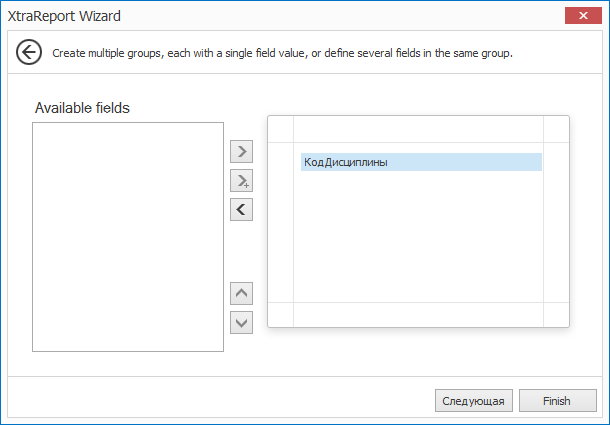 XtraReport Wizard
Create multiple groups, each with a single field value, or define several fields in the same group.
Available fields
КодДисциплины
Следующая
Finish